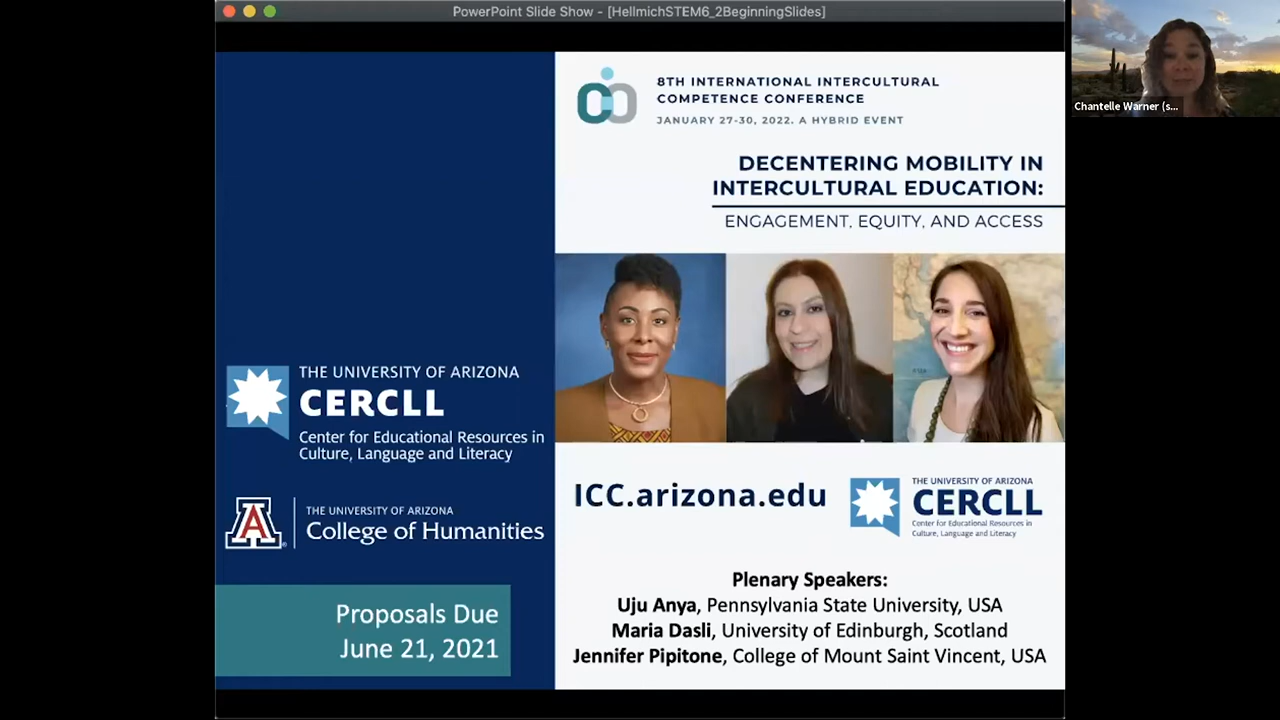 PowerPoint Slide Show - [HellmichSTEM6_2BeginningSlides]
8TH INTERNATIONAL INTERCULTURAL
COMPETENCE CONFERENCE
JANUARY 27-30, 2022. A HYBRID EVENT
DECENTERING MOBILITY IN
INTERCULTURAL EDUCATION:
ENGAGEMENT, EQUITY, AND ACCESS
THE UNIVERSITY OF ARIZONA
CERCLL
Center for Educational Resources in
Culture, Language and Literacy
A
THE UNIVERSITY OF ARIZONA
College of Humanities
Proposals Due
June 21, 2021
ICC.arizona.edu
THE UNIVERSITY OF ARIZONA
CERCLL
Center for Educational Resources in
Culture, Language and Literacy
Plenary Speakers:
Uju Anya, Pennsylvania State University, USA
Maria Dasli, University of Edinburgh, Scotland
Jennifer Pipitone, College of Mount Saint Vincent, USA
Chantelle Warner (s...